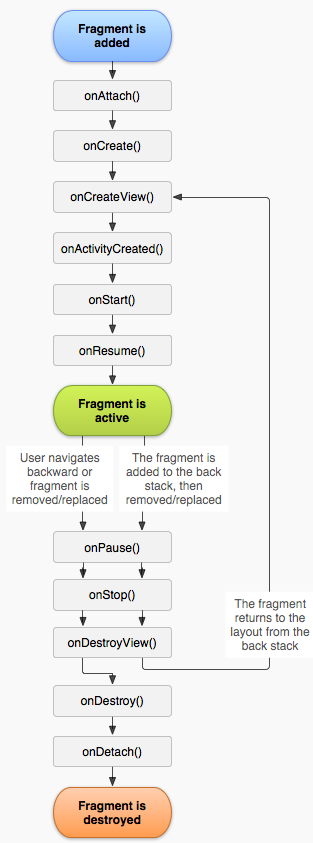 Fragment is
added
onAttach()
onCreate()
onCreateView()
onActivityCreated()
onStart()
onResume()
Fragment is
active
User navigates
backward or
fragment is
removed/replaced
The fragment is
added to the back
stack, then
removed/replaced
onPause()
onStop()
The fragment
returns to the
layout from the
back stack
onDestroyView()
onDestroy()
onDetach()
Fragment is
destroyed